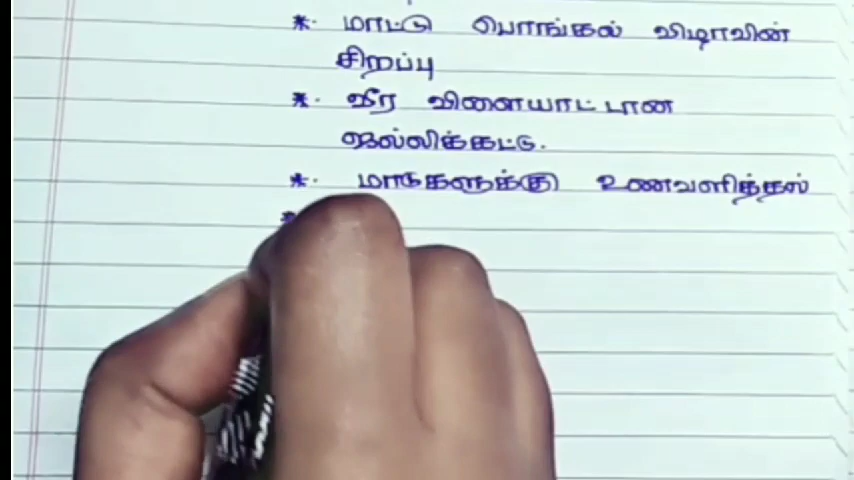 *. மாட்டு பொங்கல் விழாவின்
சிறப்பு
*. வீர விளையாட்டான
ஜல்லிக்கட்டு.
*. மாடுகளுக்கு உணவளித்தல்
*